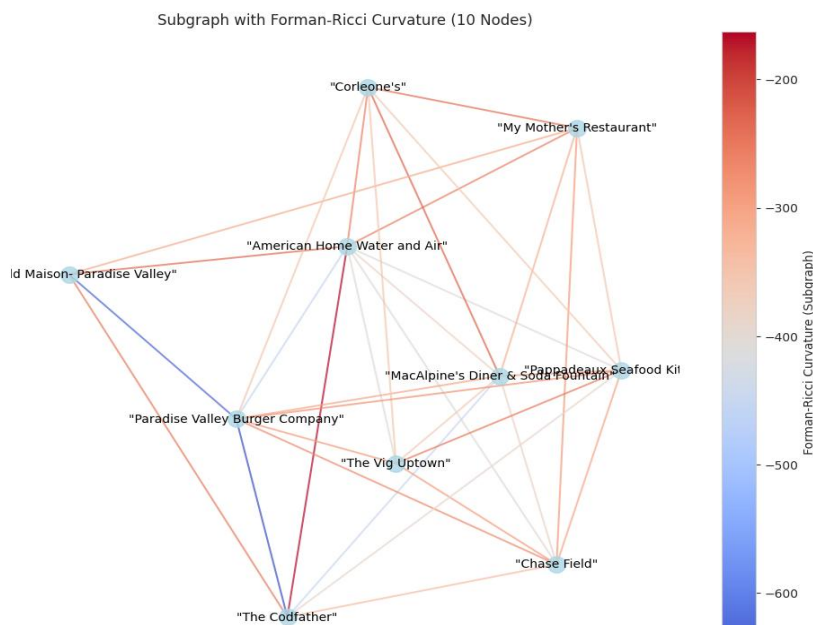 Subgraph with Forman-Ricci Curvature (10 Nodes)
"Corleone's"
"My Mother's Restaurant"
"American Home Water and Air"
ld Maison- Paradise Valley"
"MacAlpine's Diner & Soda Fountain"
"Pappadeaux Seafood Kit
"Paradise Valley Burger Company"
"The Vig Uptown"
"Chase Field"
"The Codfather"
−200
−300
−400
−500
−600
Forman-Ricci Curvature (Subgraph)